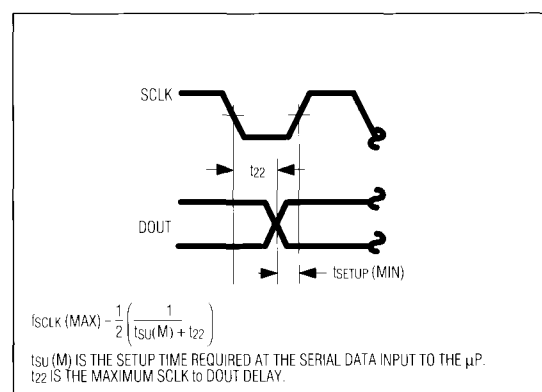 SCLK
t22
DOUT
tSETUP (MIN)
fSCLK (MAX) = 1/2 ( 1 / tSU(M) + t22 )
tSU (M) IS THE SETUP TIME REQUIRED AT THE SERIAL DATA INPUT TO THE µP.
t22 IS THE MAXIMUM SCLK to DOUT DELAY.